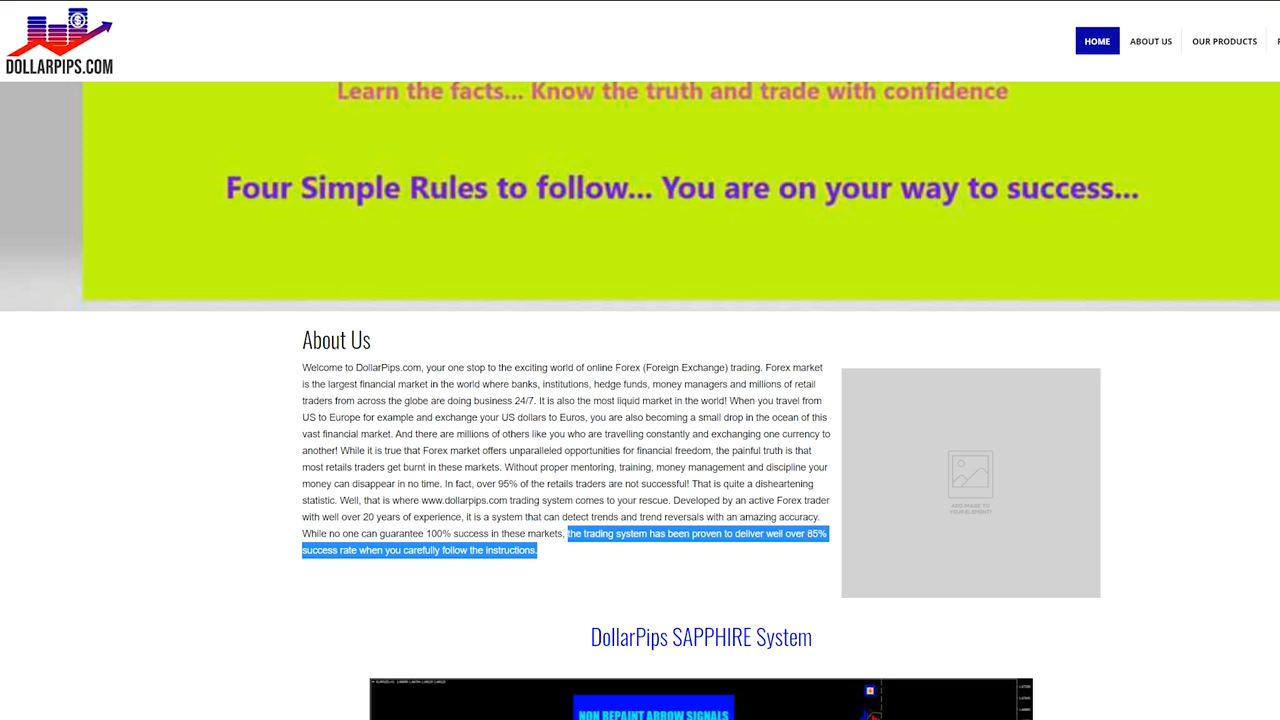 DOLLARPIPS.COM
HOME
ABOUT US
OUR PRODUCTS
Learn the facts... Know the truth and trade with confidence
Four Simple Rules to follow... You are on your way to success...
About Us
Welcome to DollarPips.com, your one stop to the exciting world of online Forex (Foreign Exchange) trading. Forex market
is the largest financial market in the world where banks, institutions, hedge funds, money managers and millions of retail
traders from across the globe are doing business 24/7. It is also the most liquid market in the world! When you travel from
US to Europe for example and exchange your US dollars to Euros, you are also becoming a small drop in the ocean of this
vast financial market. And there are millions of others like you who are travelling constantly and exchanging one currency to
another! While it is true that Forex market offers unparalleled opportunities for financial freedom, the painful truth is that
most retails traders get burnt in these markets. Without proper mentoring, training, money management and discipline your
money can disappear in no time. In fact, over 95% of the retails traders are not successful! That is quite a disheartening
statistic. Well, that is where www.dollarpips.com trading system comes to your rescue. Developed by an active Forex trader
with well over 20 years of experience, it is a system that can detect trends and trend reversals with an amazing accuracy.
While no one can guarantee 100% success in these markets, the trading system has been proven to deliver well over 85%
success rate when you carefully follow the instructions.
ADD IMAGE TO
YOUR ELEMENT!
DollarPips SAPPHIRE System
NON REPAINT ARROW SIGNALS